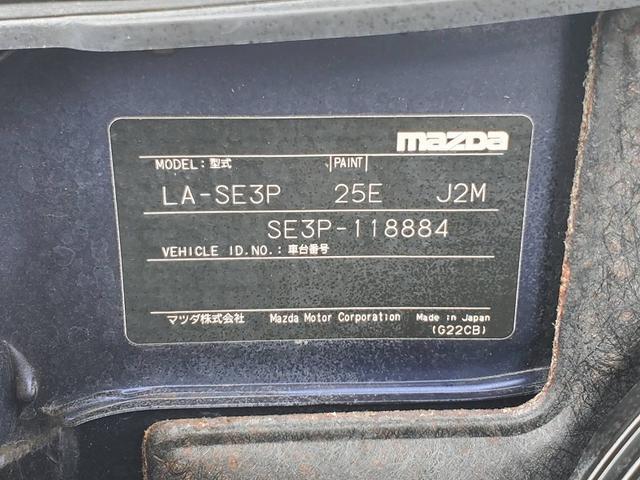 mazda
MODEL: 型式 PAINT
LA-SE3P 25E J2M
SE3P-118884
VEHICLE ID.NO.: 車台番号
マツダ株式会社 Mazda Motor Corporation Made in Japan
(G22CB)